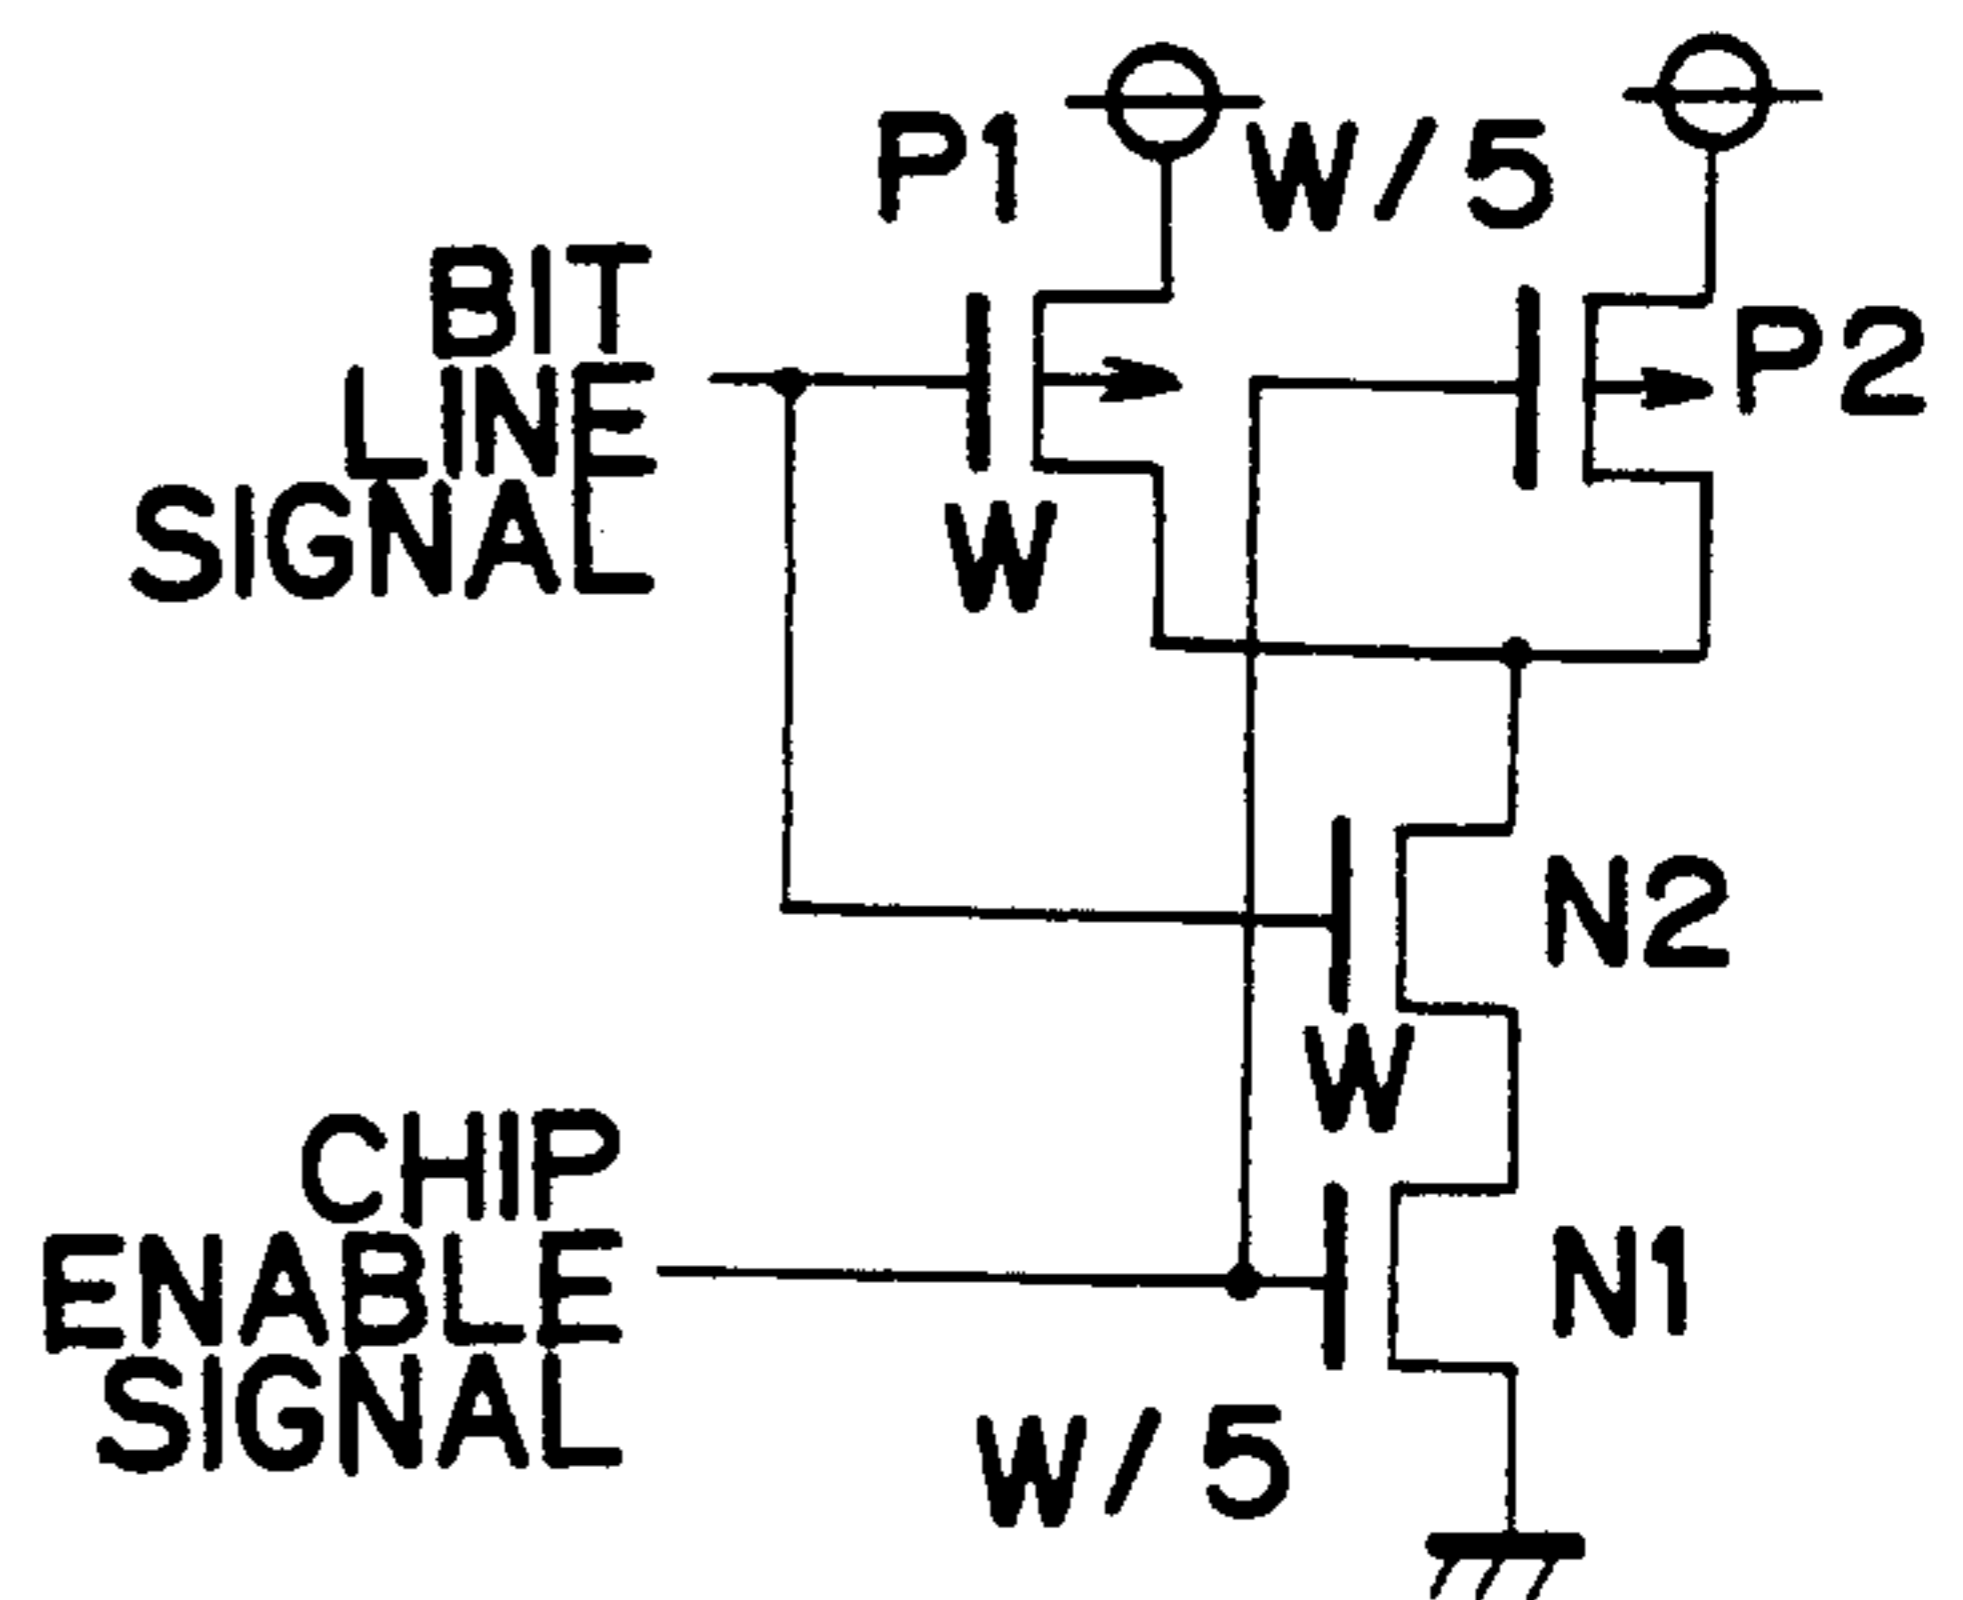 P1
W/5
BIT
LINE
SIGNAL
P2
W
N2
W
CHIP
ENABLE
SIGNAL
N1
W/5